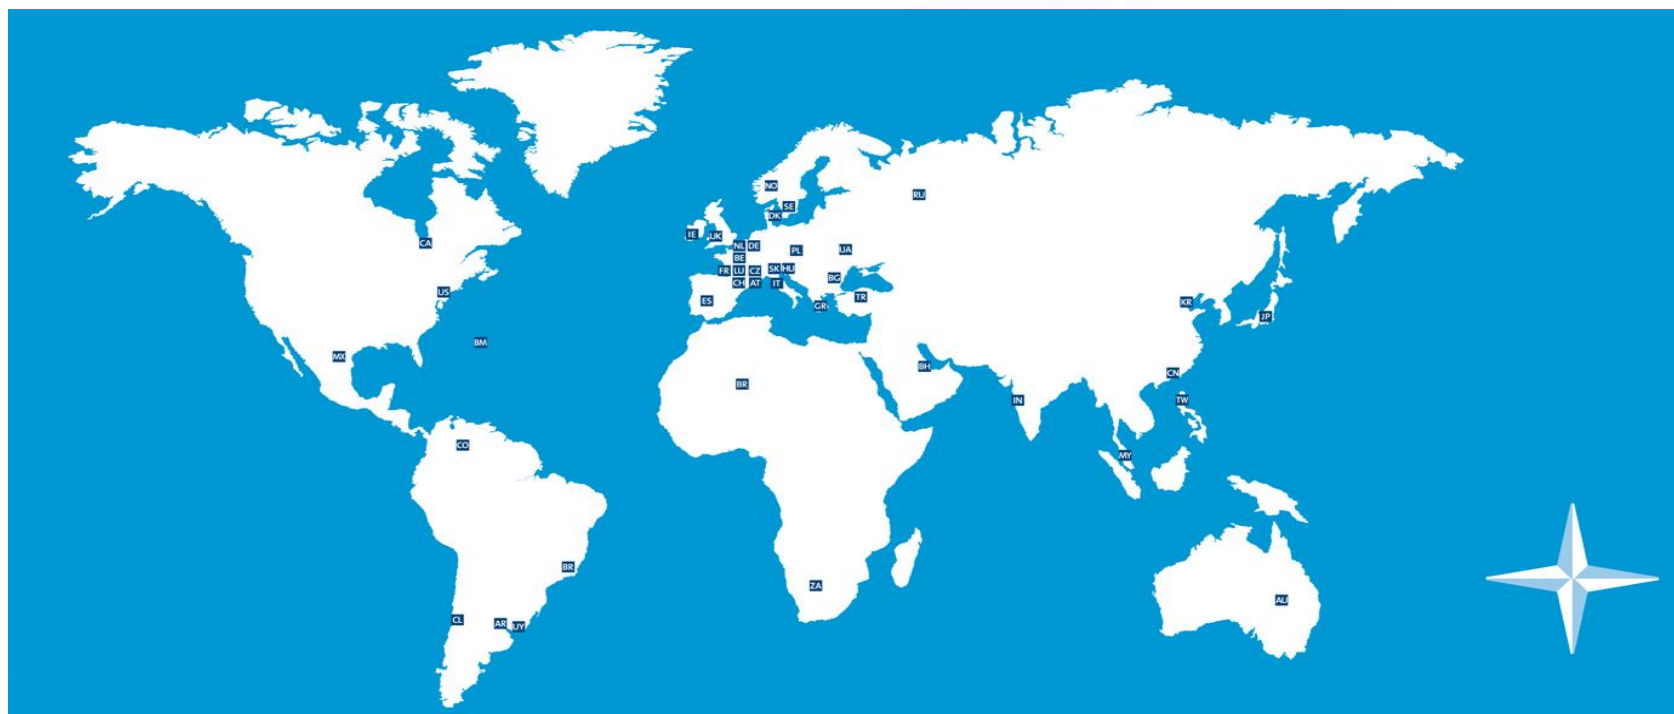 NO
RU
SE
DK
IE
UK
CA
NL
DE
PL
UA
BE
FR
LU
CZ
SK
HU
BG
CH
AT
IT
US
ES
GR
TR
KR
JP
BM
MX
BH
CN
BR
IN
TW
CO
MY
BR
ZA
AU
CL
AR
UY